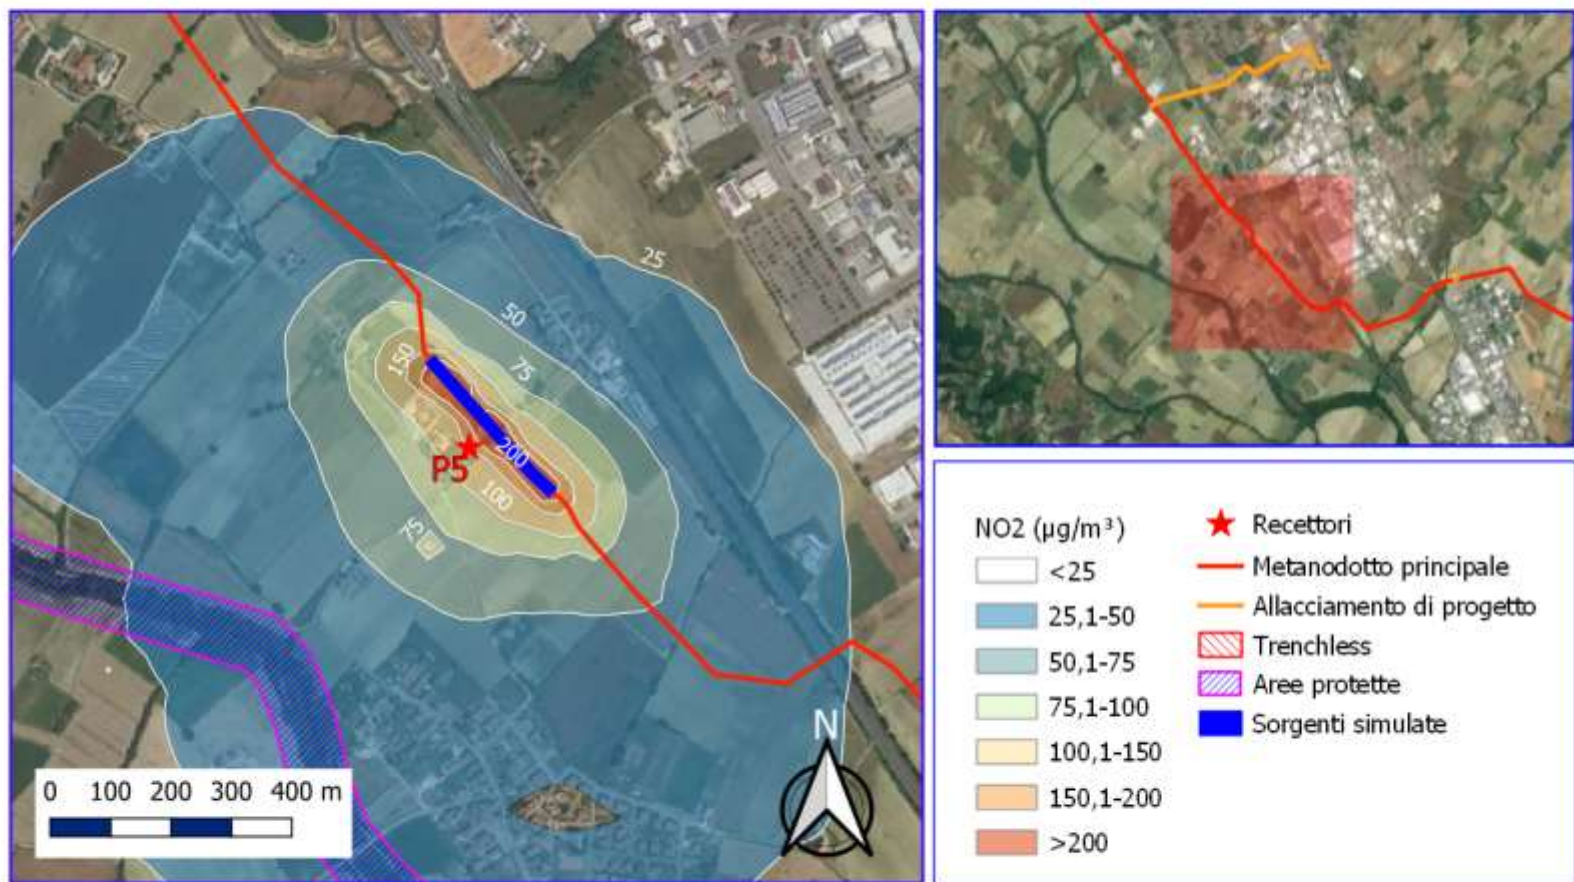 25
50
75
150
200
P5
100
75
N
0 100 200 300 400 m
NO2 (µg/m³)
<25
25,1-50
50,1-75
75,1-100
100,1-150
150,1-200
>200
Recettori
Metanodotto principale
Allacciamento di progetto
Trenchless
Aree protette
Sorgenti simulate